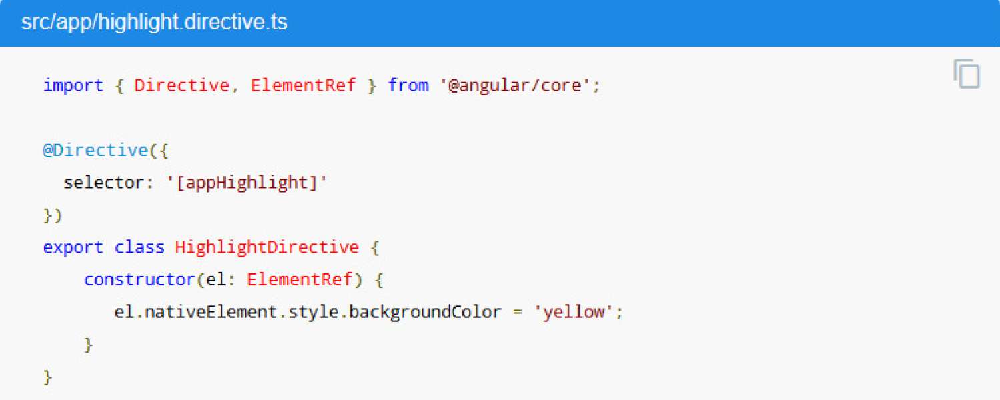 src/app/highlight.directive.ts
import { Directive, ElementRef } from '@angular/core';
@Directive({
  selector: '[appHighlight]'
})
export class HighlightDirective {
    constructor(el: ElementRef) {
       el.nativeElement.style.backgroundColor = 'yellow';
    }
}